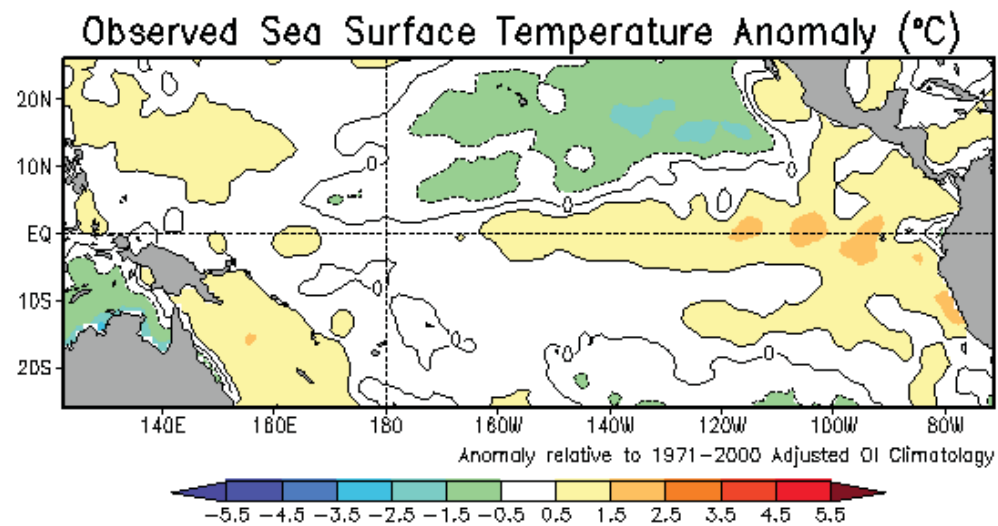 Observed Sea Surface Temperature Anomaly (°C)
20N
10N
EQ
10S
20S
0
0
0
0
0
0
0
140E 160E 180 160W 140W 120W 100W 80W
Anomaly relative to 1971-2000 Adjusted OI Climatology
-5.5 -4.5 -3.5 -2.5 -1.5 -0.5 0.5 1.5 2.5 3.5 4.5 5.5